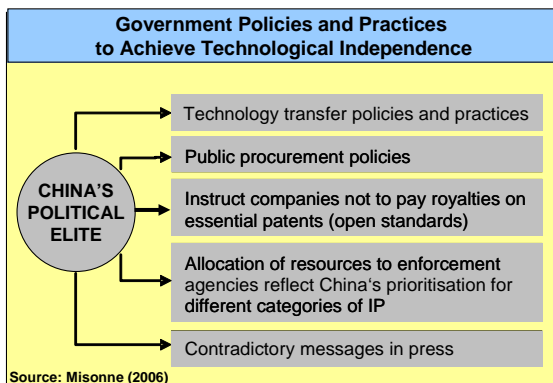 Government Policies and Practices
to Achieve Technological Independence
CHINA'S
POLITICAL
ELITE
Technology transfer policies and practices
Public procurement policies
Instruct companies not to pay royalties on
essential patents (open standards)
Allocation of resources to enforcement
agencies reflect China‘s prioritisation for
different categories of IP
Contradictory messages in press
Source: Misonne (2006)